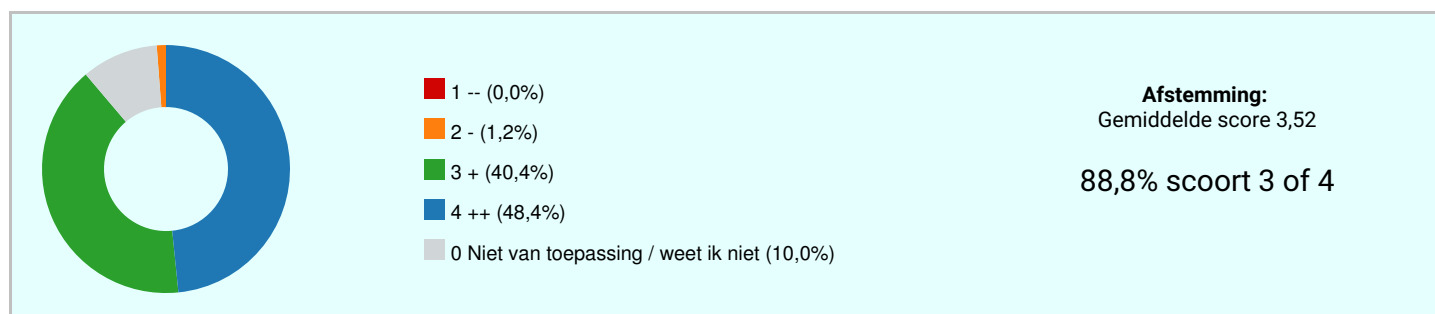 1 -- (0,0%)
2 - (1,2%)
3 + (40,4%)
4 ++ (48,4%)
0 Niet van toepassing / weet ik niet (10,0%)
Afstemming:
Gemiddelde score 3,52
88,8% scoort 3 of 4